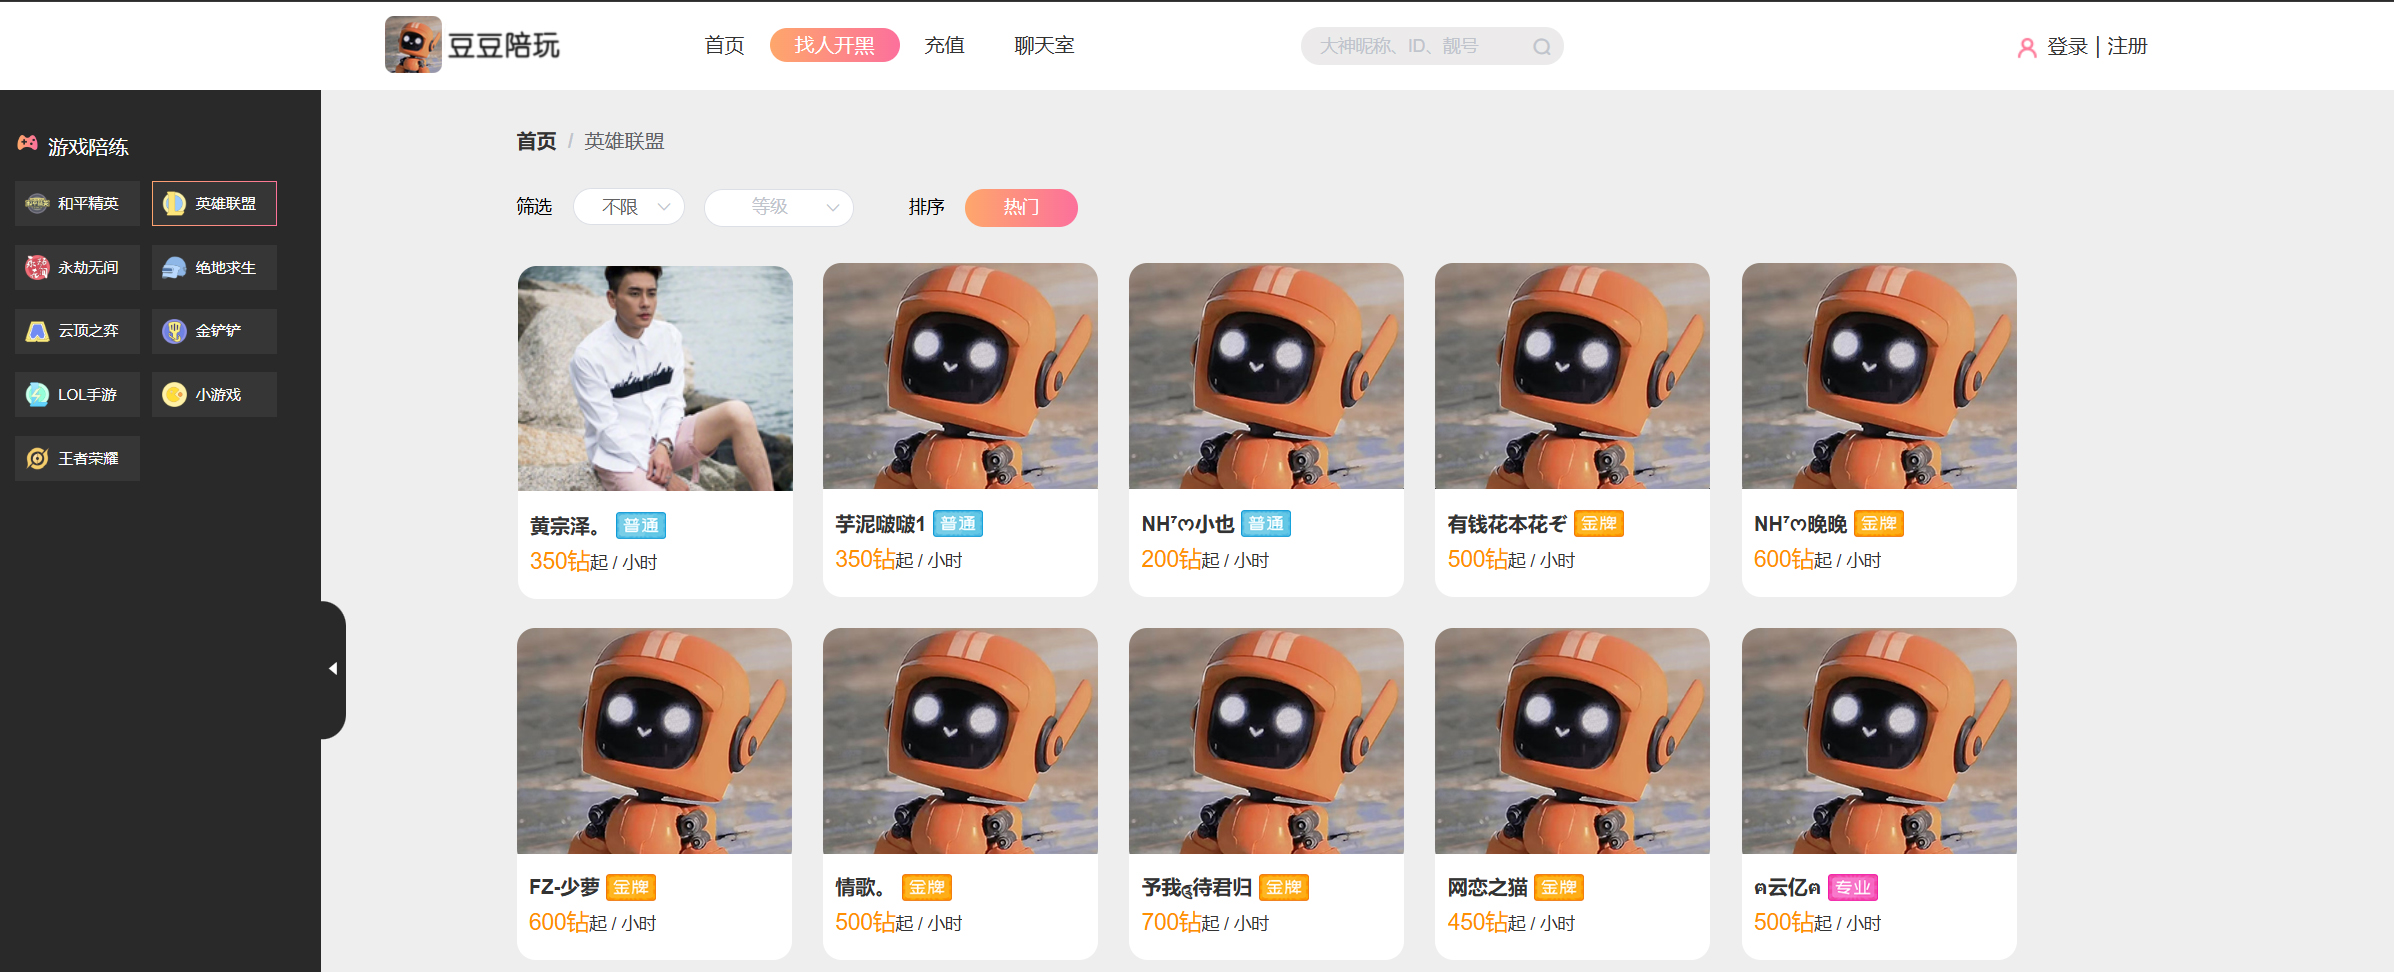 豆豆陪玩 首页 找人开黑 充值 聊天室 大神昵称、ID、靓号 登录 | 注册
游戏陪练
和平精英 英雄联盟
永劫无间 绝地求生
云顶之弈 金铲铲
LOL手游 小游戏
王者荣耀
首页 / 英雄联盟
筛选 不限 等级 排序 热门
黄宗泽。 普通
350钻起 / 小时
芋泥啵啵1 普通
350钻起 / 小时
NH⁷ෆ小也 普通
200钻起 / 小时
有钱花本花ぞ 金牌
500钻起 / 小时
NH⁷ෆ晚晚 金牌
600钻起 / 小时
FZ-少萝 金牌
600钻起 / 小时
情歌。 金牌
500钻起 / 小时
予我ღ待君归 金牌
700钻起 / 小时
网恋之猫 金牌
450钻起 / 小时
ฅ云亿ฅ 专业
500钻起 / 小时